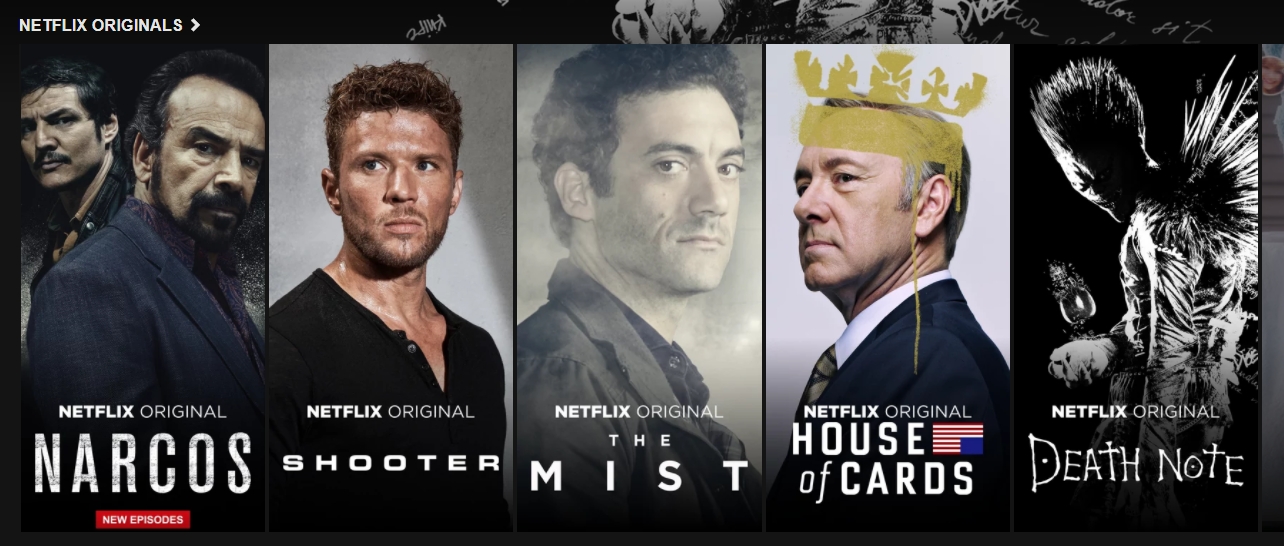 NETFLIX ORIGINALS
NETFLIX ORIGINAL
NARCOS
NEW EPISODES
NETFLIX ORIGINAL
SHOOTER
NETFLIX ORIGINAL
THE
MIST
NETFLIX ORIGINAL
HOUSE
of CARDS
NETFLIX ORIGINAL
DEATH NOTE